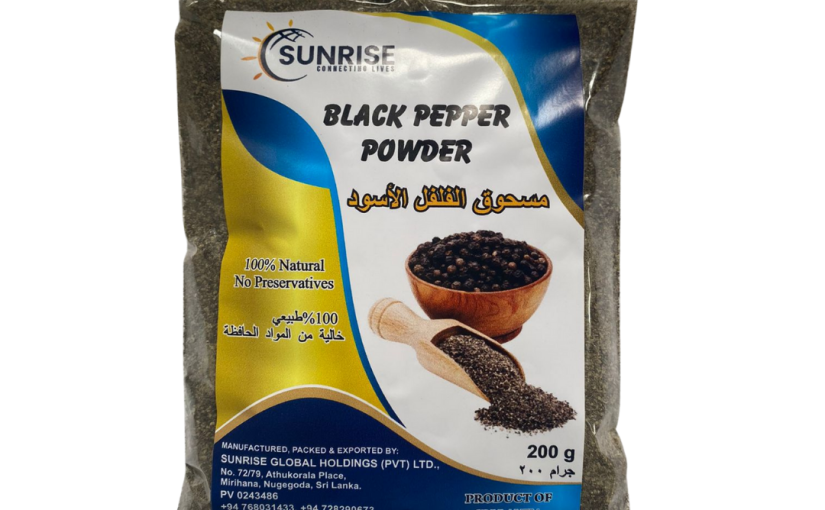 SUNRISE
CONNECTING LIVES
BLACK PEPPER
POWDER
مسحوق الفلفل الأسود
100% Natural
No Preservatives
100%طبيعي
خالية من المواد الحافظة
200 g
٢٠٠ جرام
MANUFACTURED, PACKED & EXPORTED BY:
SUNRISE GLOBAL HOLDINGS (PVT) LTD.,
No. 72/79, Athukorala Place,
Mirihana, Nugegoda, Sri Lanka.
PV 0243486
+94 768031433
PRODUCT OF